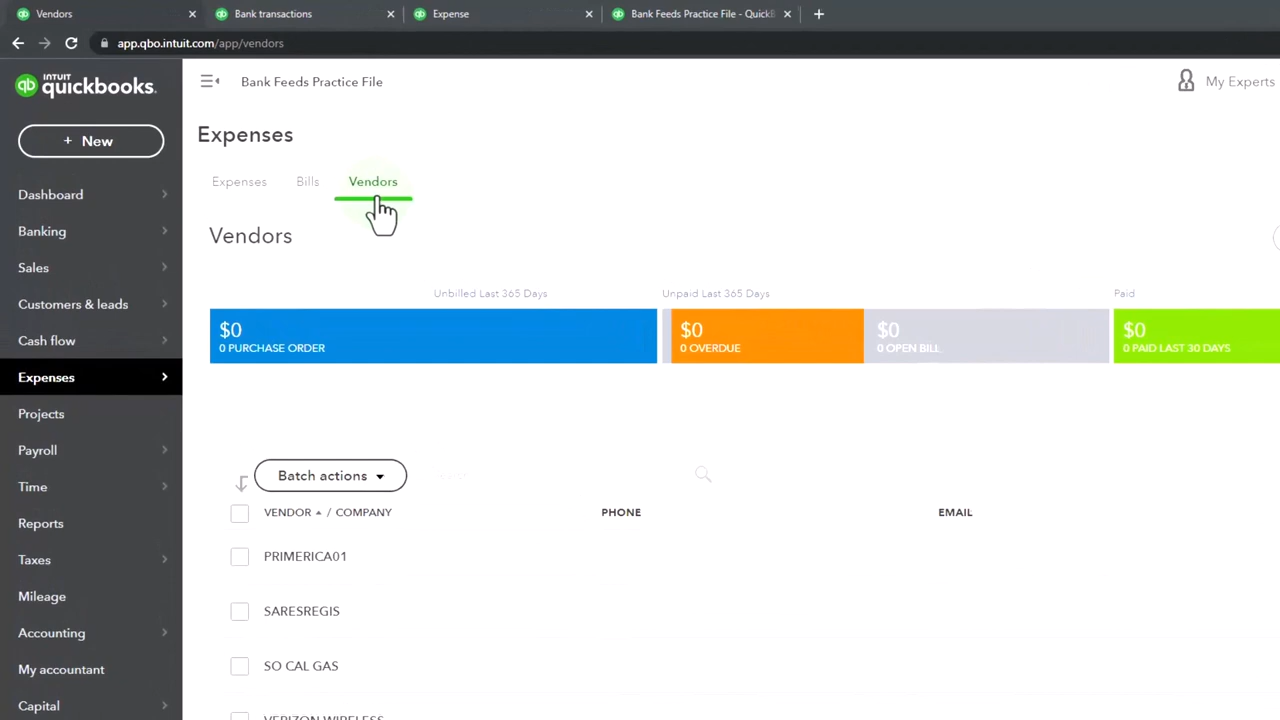 Vendors
Bank transactions
Expense
Bank Feeds Practice File - QuickB
app.qbo.intuit.com/app/vendors
qb INTUIT quickbooks.
Bank Feeds Practice File
My Experts
+ New
Expenses
Expenses Bills Vendors
Vendors
Dashboard
Banking
Sales
Customers & leads
Cash flow
Expenses
Projects
Payroll
Time
Reports
Taxes
Mileage
Accounting
My accountant
Capital
Unbilled Last 365 Days
Unpaid Last 365 Days
Paid
$0
0 PURCHASE ORDER
$0
0 OVERDUE
$0
0 OPEN BILL
$0
0 PAID LAST 30 DAYS
Batch actions
VENDOR / COMPANY PHONE EMAIL
PRIMERICA01
SARESREGIS
SO CAL GAS
VERIZON WIRELESS